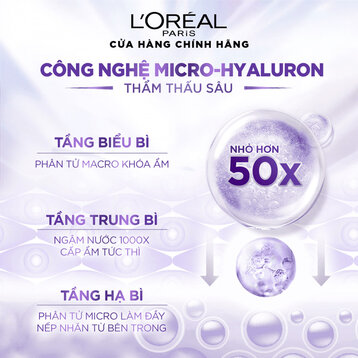 L'ORÉAL
PARIS
CỬA HÀNG CHÍNH HÃNG
CÔNG NGHỆ MICRO-HYALURON
THẨM THẤU SÂU
TẦNG BIỂU BÌ
PHÂN TỬ MACRO KHÓA ẨM
NHỎ HƠN
50X
TẦNG TRUNG BÌ
NGẬM NƯỚC 1000X
CẤP ẨM TỨC THÌ
TẦNG HẠ BÌ
PHÂN TỬ MICRO LÀM ĐẦY
NẾP NHĂN TỪ BÊN TRONG